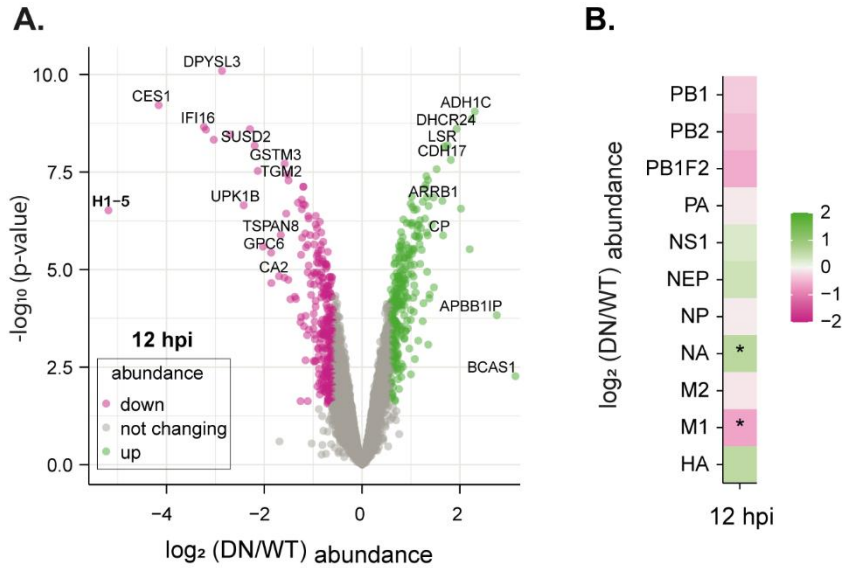 A.
B.
DPYSL3
10.0
CES1
ADH1C
IFI16
DHCR24
SUSD2
LSR
GSTM3
CDH17
7.5
TGM2
UPK1B
ARRB1
H1−5
TSPAN8
CP
GPC6
5.0
CA2
APBB1IP
12 hpi
2.5
BCAS1
abundance
down
not changing
up
0.0
−4
−2
0
2
log₂ (DN/WT) abundance
-log₁₀ (p-value)
PB1
PB2
PB1F2
PA
NS1
NEP
NP
NA *
M2
M1 *
HA
12 hpi
log₂ (DN/WT) abundance
2
1
0
−1
−2